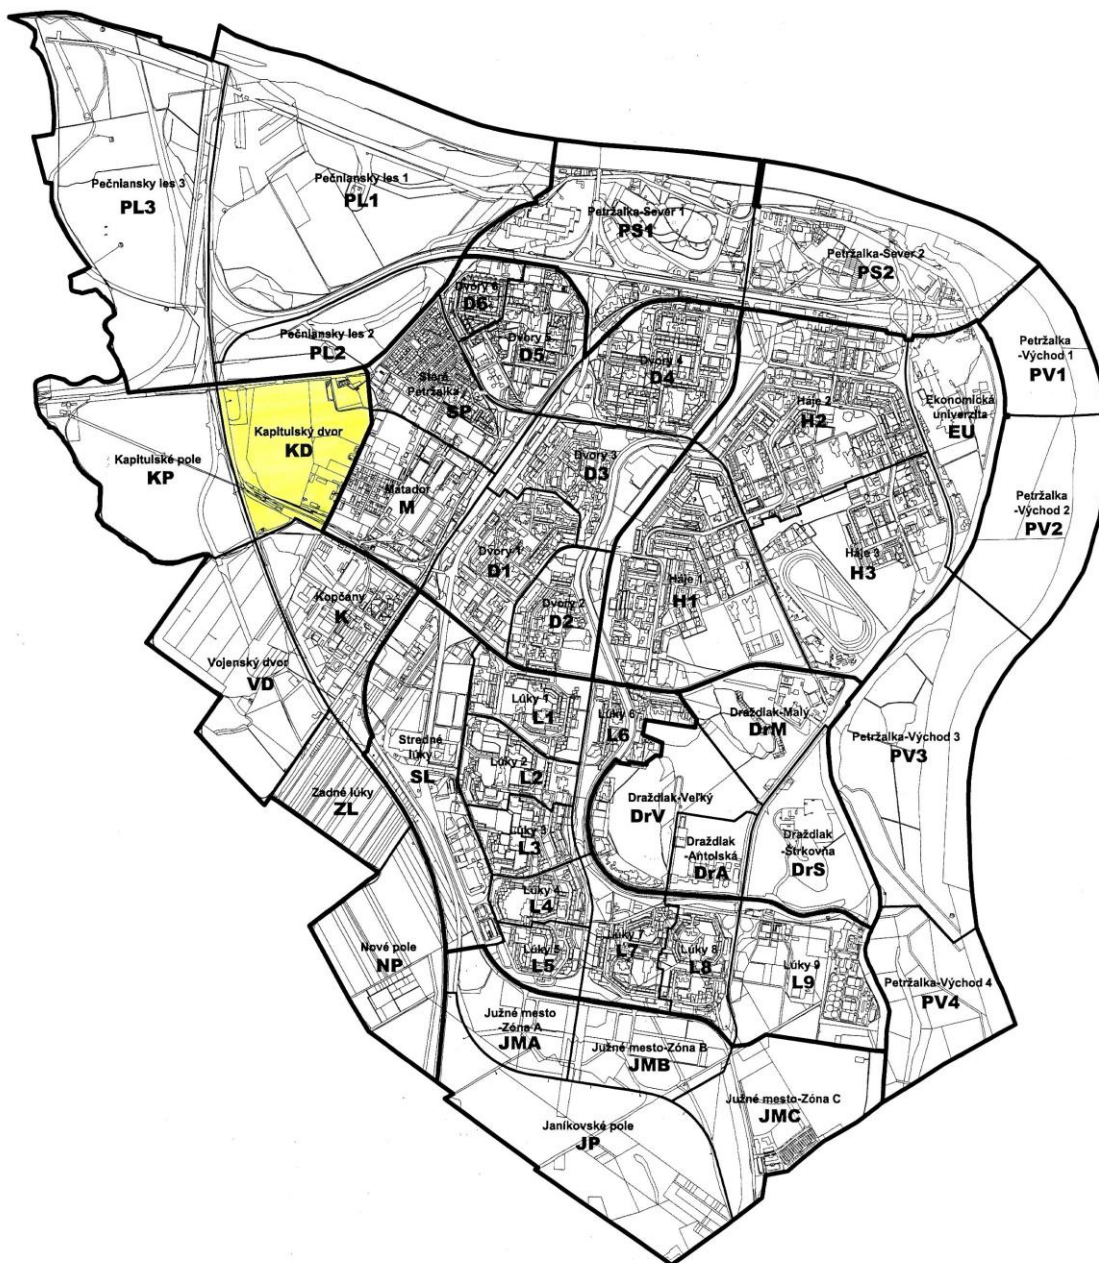 Pečniansky les 3
PL3
Pečniansky les 1
PL1
Petržalka-Sever 1
PS1
Petržalka-Sever 2
PS2
Dvory 6
D6
Dvory 5
D5
Pečniansky les 2
PL2
Stará
Petržalka
SP
Dvory 4
D4
Petržalka
-Východ 1
PV1
Háje 2
H2
Ekonomická
univerzita
EU
Kapitulský dvor
KD
Kapitulské pole
KP
Matador
M
Dvory 3
D3
Petržalka
-Východ 2
PV2
Dvory 1
D1
Háje 3
H3
Háje 1
H1
Kopčany
K
Dvory 2
D2
Vojenský dvor
VD
Lúky 1
L1
Lúky 6
L6
Draždiak-Malý
DrM
Petržalka-Východ 3
PV3
Stredné
lúky
SL
Lúky 2
L2
Zadné lúky
ZL
Draždiak-Veľký
DrV
Lúky 3
L3
Draždiak
-Antolská
DrA
Draždiak
-Štrkovňa
DrS
Lúky 4
L4
Nové pole
NP
Lúky 5
L5
Lúky 7
L7
Lúky 8
L8
Lúky 9
L9
Petržalka-Východ 4
PV4
Južné mesto
-Zóna A
JMA
Južné mesto-Zóna B
JMB
Južné mesto-Zóna C
JMC
Janíkovské pole
JP